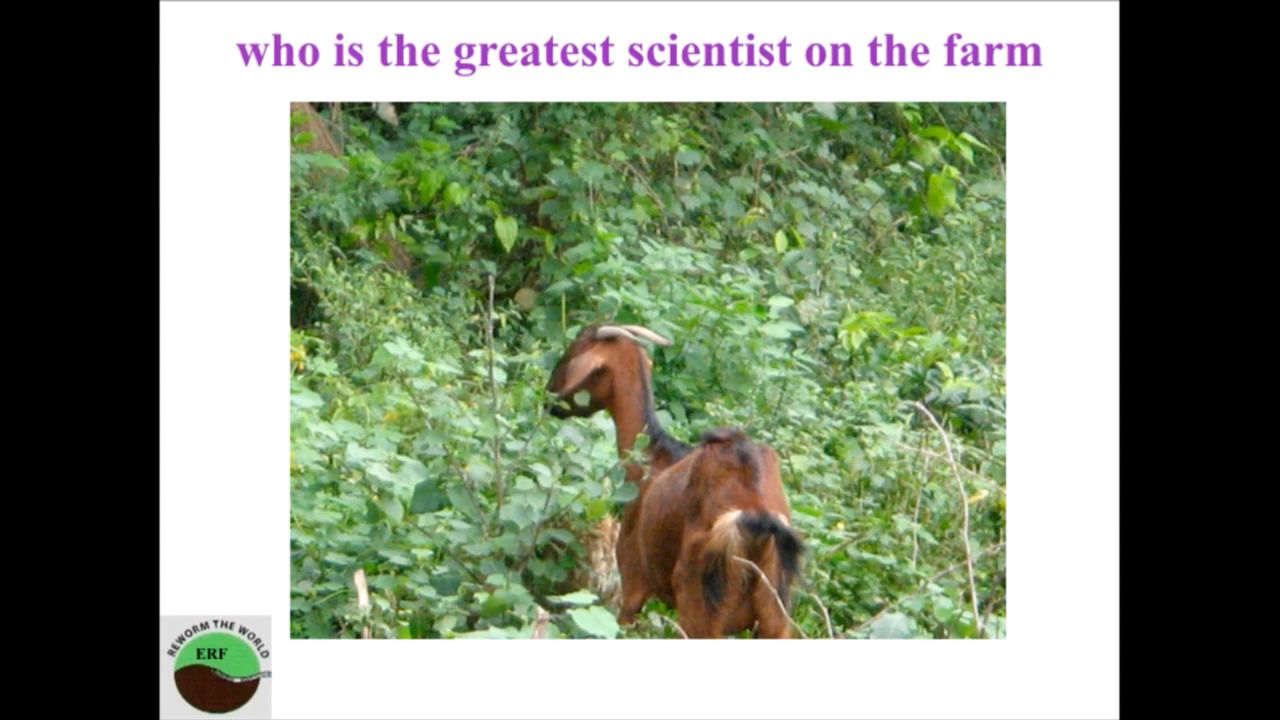 who is the greatest scientist on the farm
REWORM THE WORLD
ERF